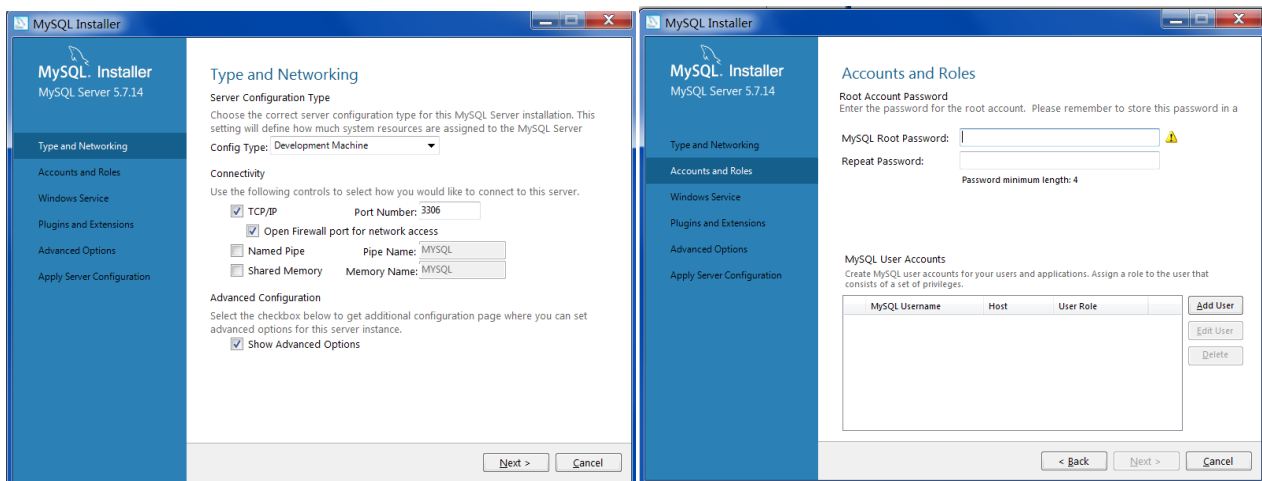 MySQL Installer
MySQL. Installer
MySQL Server 5.7.14
Type and Networking
Accounts and Roles
Windows Service
Plugins and Extensions
Advanced Options
Apply Server Configuration
Type and Networking
Server Configuration Type
Choose the correct server configuration type for this MySQL Server installation. This
setting will define how much system resources are assigned to the MySQL Server
Config Type: Development Machine
Connectivity
Use the following controls to select how you would like to connect to this server.
TCP/IP Port Number: 3306
Open Firewall port for network access
Named Pipe Pipe Name: MYSQL
Shared Memory Memory Name: MYSQL
Advanced Configuration
Select the checkbox below to get additional configuration page where you can set
advanced options for this server instance.
Show Advanced Options
Next > Cancel
MySQL Installer
MySQL. Installer
MySQL Server 5.7.14
Type and Networking
Accounts and Roles
Windows Service
Plugins and Extensions
Advanced Options
Apply Server Configuration
Accounts and Roles
Root Account Password
Enter the password for the root account. Please remember to store this password in a
MySQL Root Password:
Repeat Password:
Password minimum length: 4
MySQL User Accounts
Create MySQL user accounts for your users and applications. Assign a role to the user that
consists of a set of privileges.
MySQL Username Host User Role
Add User
Edit User
Delete
< Back Next > Cancel